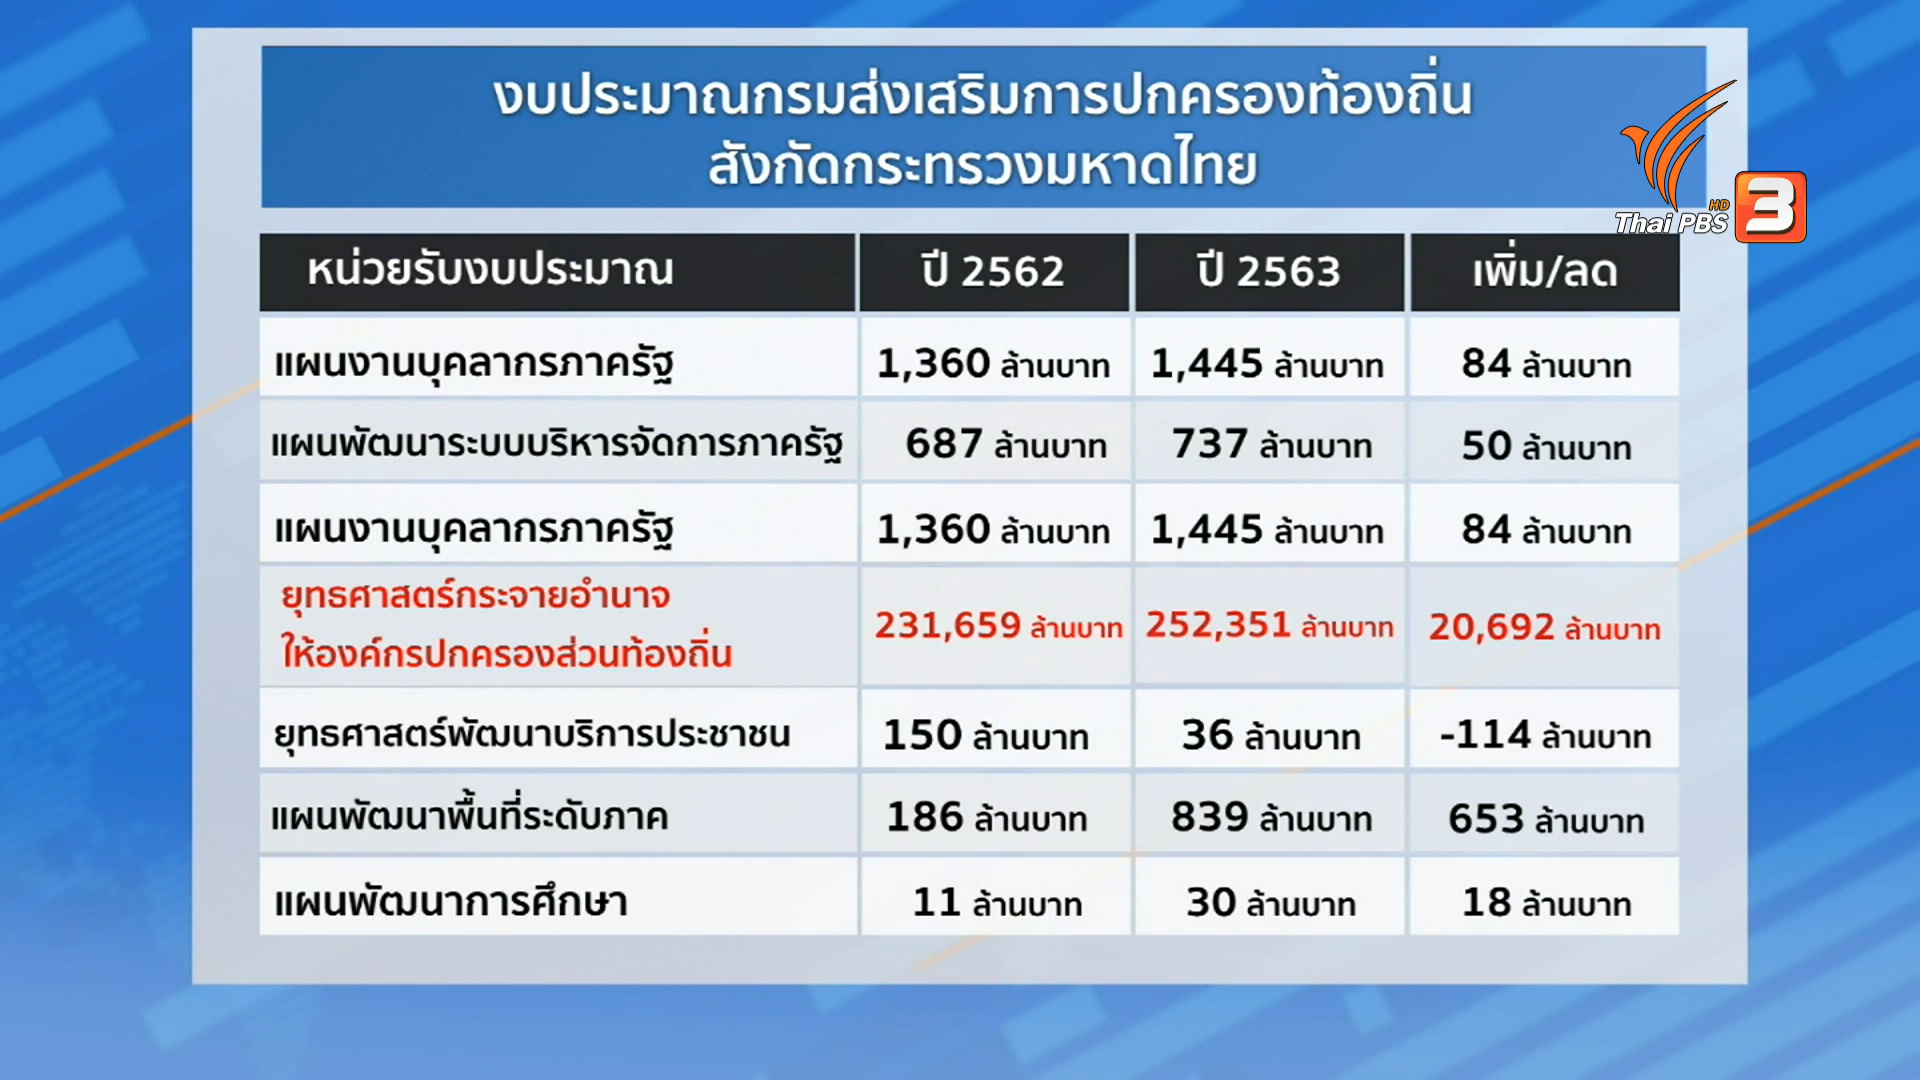 งบประมาณกรมส่งเสริมการปกครองท้องถิ่น
สังกัดกระทรวงมหาดไทย
HD
Thai PBS 3
หน่วยรับงบประมาณ ปี 2562 ปี 2563 เพิ่ม/ลด
แผนงานบุคลากรภาครัฐ 1,360 ล้านบาท 1,445 ล้านบาท 84 ล้านบาท
แผนพัฒนาระบบบริหารจัดการภาครัฐ 687 ล้านบาท 737 ล้านบาท 50 ล้านบาท
แผนงานบุคลากรภาครัฐ 1,360 ล้านบาท 1,445 ล้านบาท 84 ล้านบาท
ยุทธศาสตร์กระจายอำนาจ
ให้องค์กรปกครองส่วนท้องถิ่น 231,659 ล้านบาท 252,351 ล้านบาท 20,692 ล้านบาท
ยุทธศาสตร์พัฒนาบริการประชาชน 150 ล้านบาท 36 ล้านบาท -114 ล้านบาท
แผนพัฒนาพื้นที่ระดับภาค 186 ล้านบาท 839 ล้านบาท 653 ล้านบาท
แผนพัฒนาการศึกษา 11 ล้านบาท 30 ล้านบาท 18 ล้านบาท